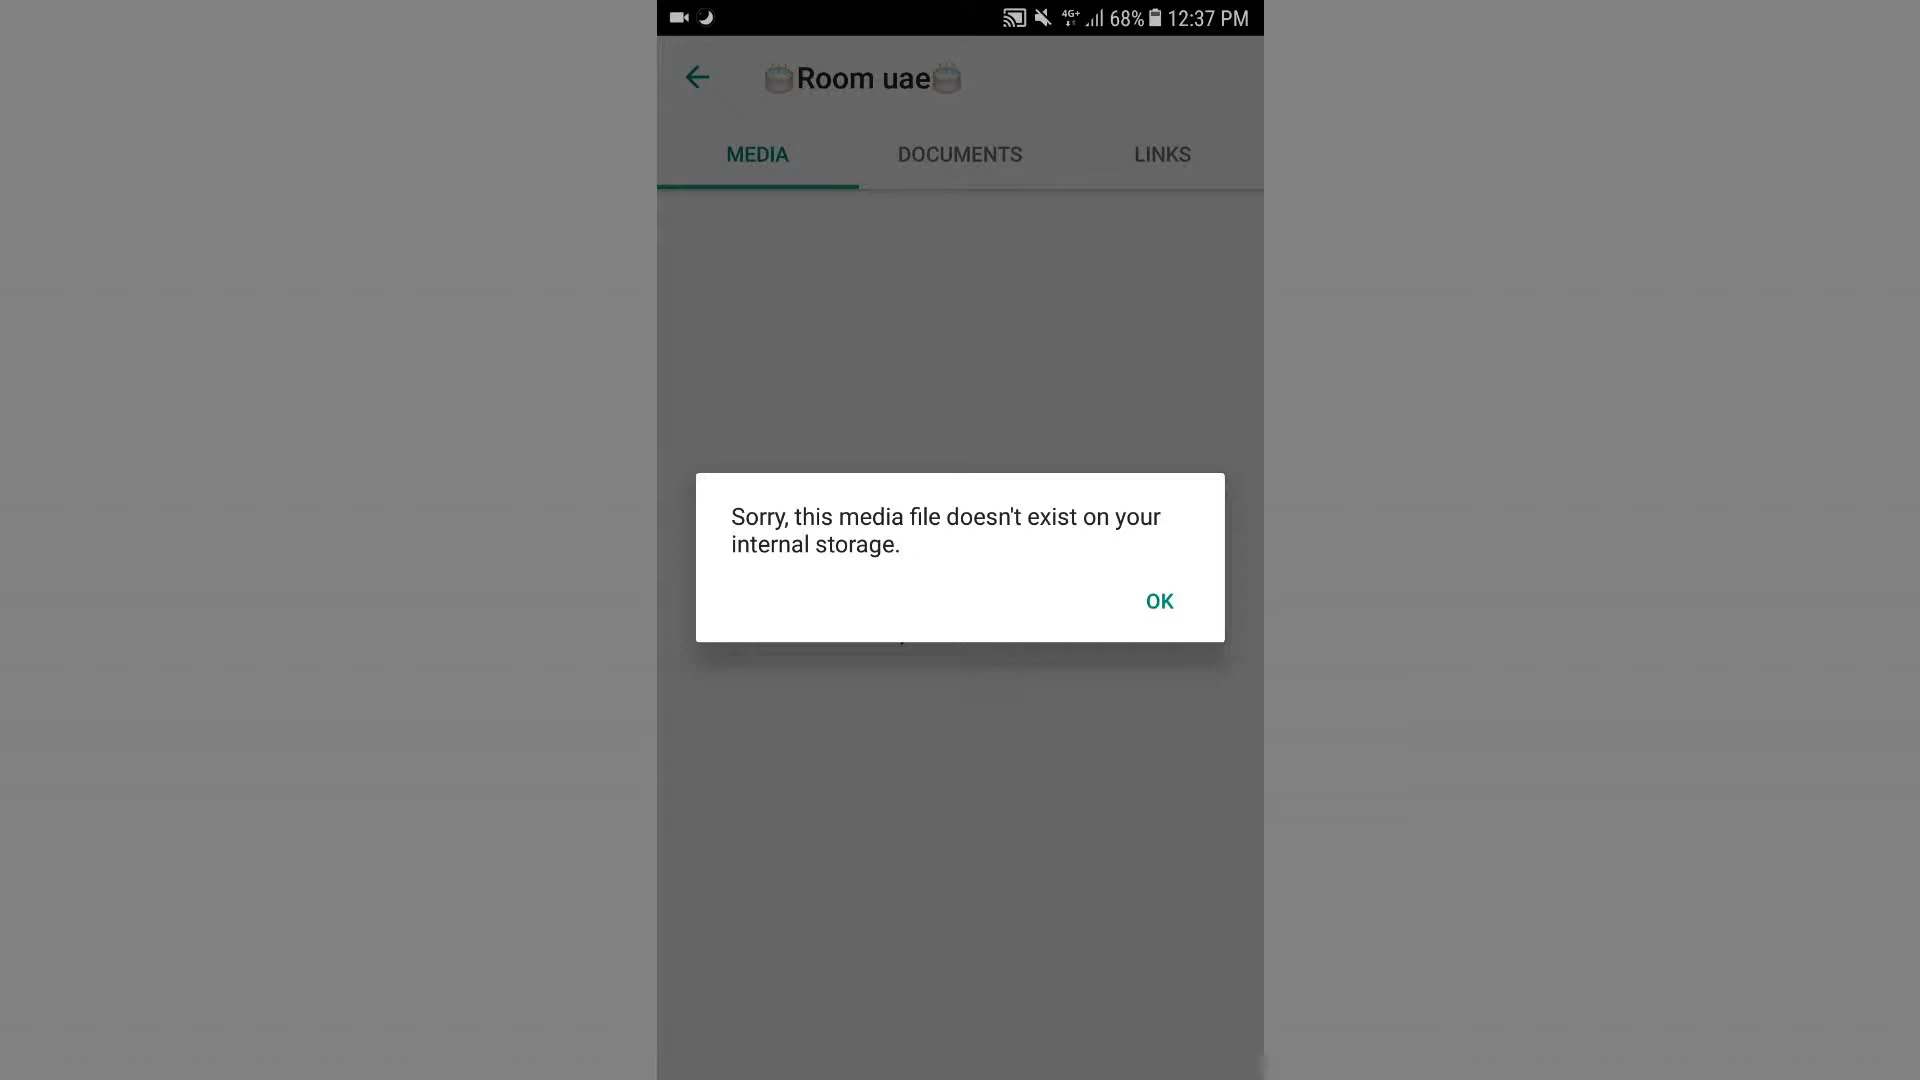 4G+ 68% 12:37 PM
🎂Room uae🎂
MEDIA DOCUMENTS LINKS
Sorry, this media file doesn't exist on your
internal storage.
OK